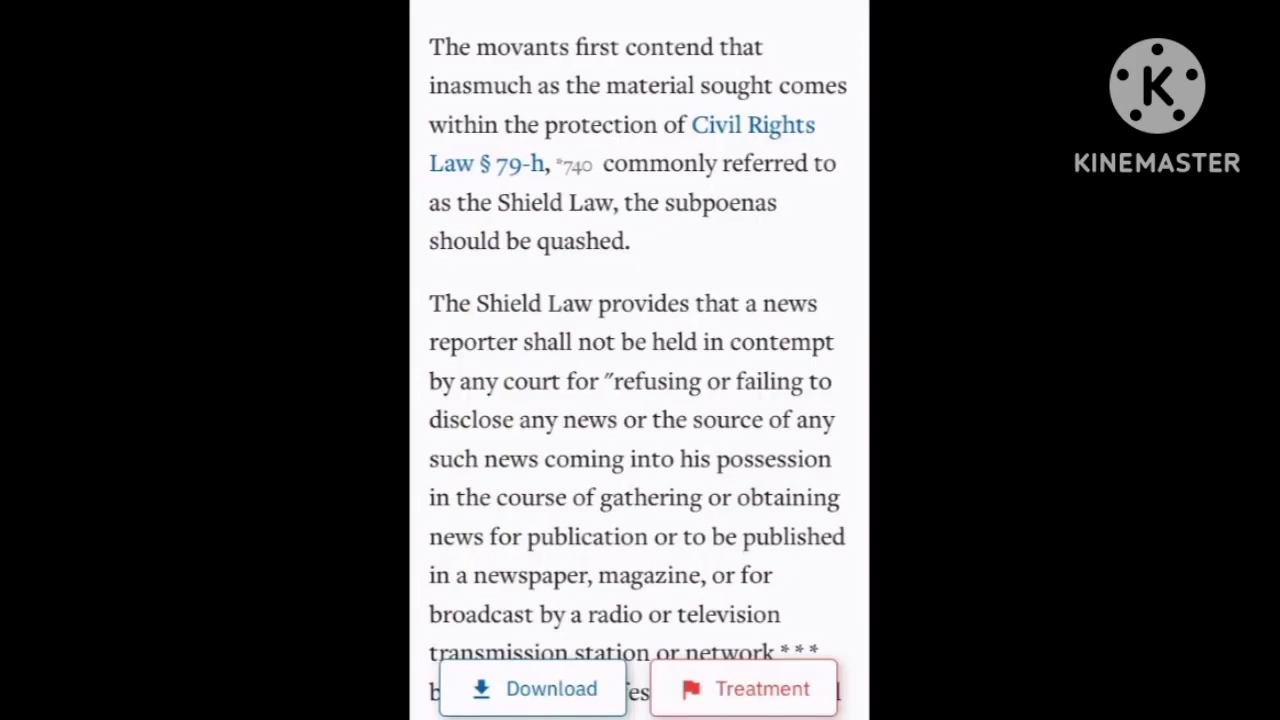 The movants first contend that
inasmuch as the material sought comes
within the protection of Civil Rights
Law § 79-h, *740 commonly referred to
as the Shield Law, the subpoenas
should be quashed.
The Shield Law provides that a news
reporter shall not be held in contempt
by any court for "refusing or failing to
disclose any news or the source of any
such news coming into his possession
in the course of gathering or obtaining
news for publication or to be published
in a newspaper, magazine, or for
broadcast by a radio or television
transmission station or network * * *
Download
Treatment
K
KINEMASTER